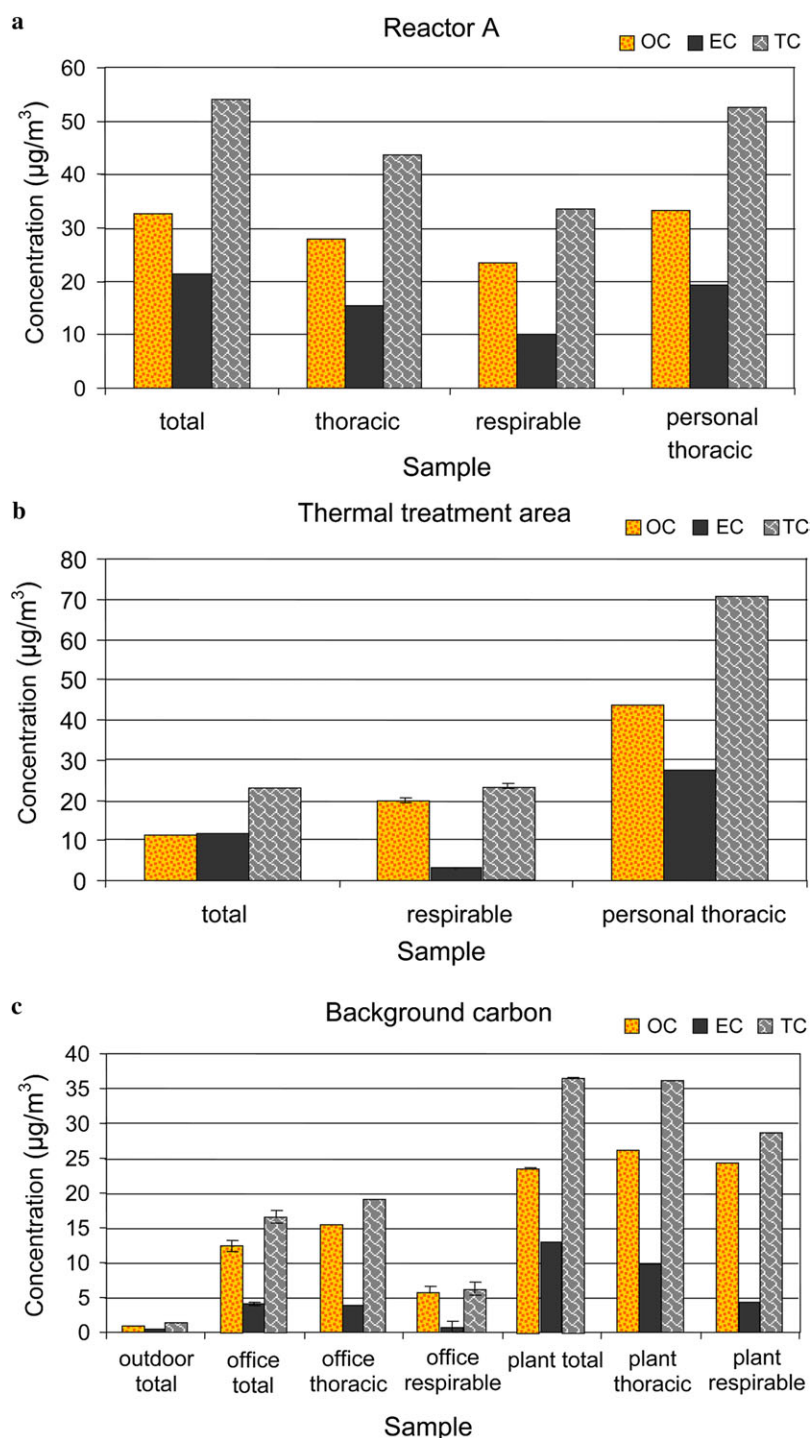 a
Reactor A
OC EC TC
Concentration (µg/m³)
60
50
40
30
20
10
0
total thoracic respirable personal
thoracic
Sample
b
Thermal treatment area
OC EC TC
Concentration (µg/m³)
80
70
60
50
40
30
20
10
0
total respirable personal thoracic
Sample
c
Background carbon
OC EC TC
Concentration (µg/m³)
40
35
30
25
20
15
10
5
0
outdoor office office office plant total plant plant
total total thoracic respirable thoracic respirable
Sample